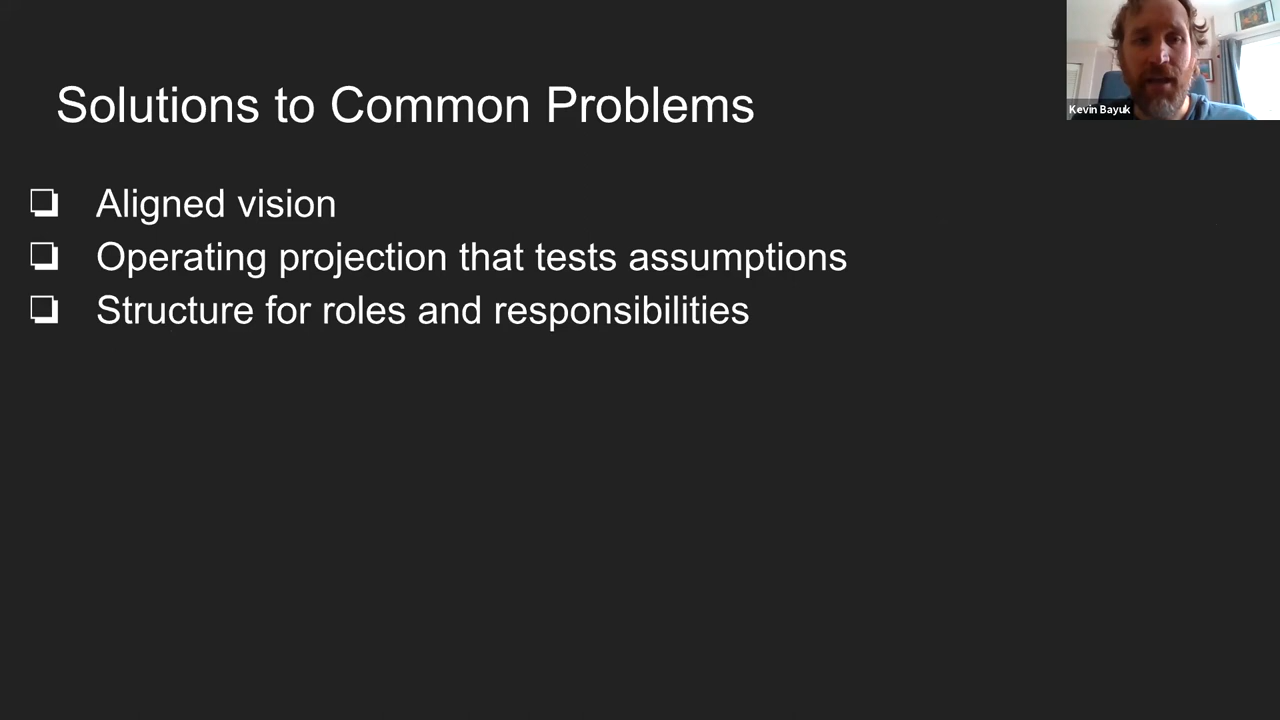 Solutions to Common Problems
Kevin Bayuk
Aligned vision
Operating projection that tests assumptions
Structure for roles and responsibilities